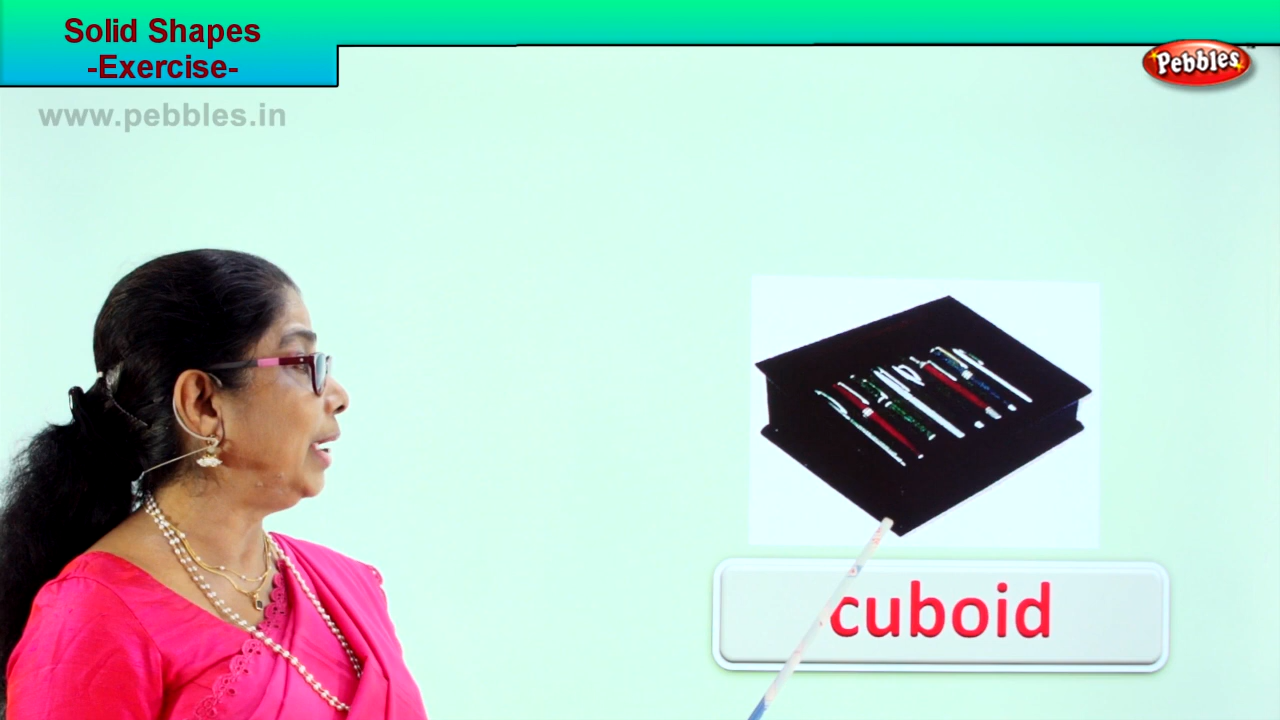 Solid Shapes
-Exercise-
Pebbles
www.pebbles.in
cuboid